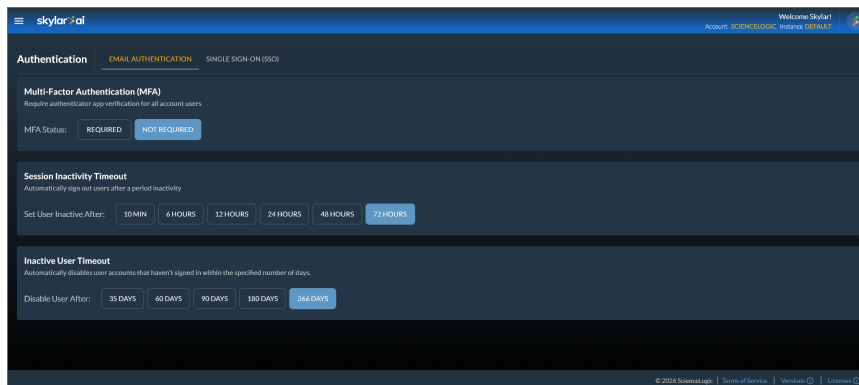 skylar ai
Welcome Skylar!
Account SCIENCELOGIC Instance DEFAULT
Authentication
EMAIL AUTHENTICATION SINGLE SIGN-ON (SSO)
Multi-Factor Authentication (MFA)
Require authenticator app verification for all account users
MFA Status: REQUIRED NOT REQUIRED
Session Inactivity Timeout
Automatically sign out users after a period inactivity
Set User Inactive After: 10 MIN 6 HOURS 12 HOURS 24 HOURS 48 HOURS 72 HOURS
Inactive User Timeout
Automatically disables user accounts that haven't signed in within the specified number of days.
Disable User After: 35 DAYS 60 DAYS 90 DAYS 180 DAYS 366 DAYS
© 2026 ScienceLogic | Terms of Service | Versions | Licenses